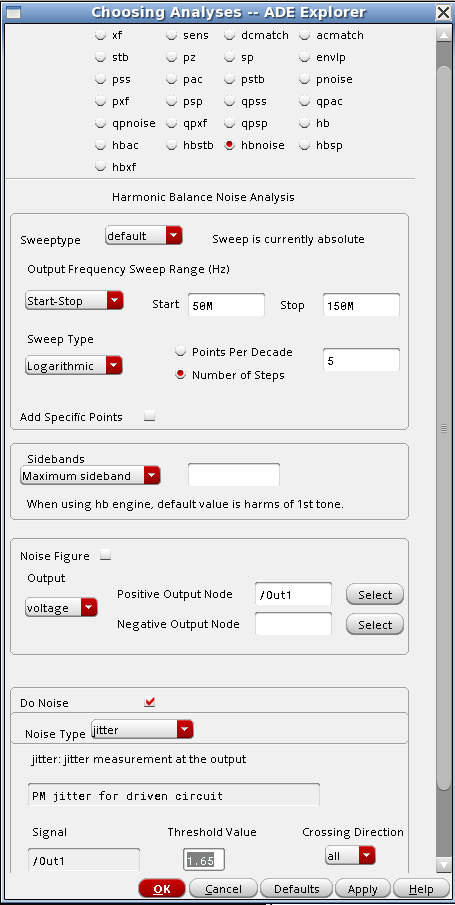 Choosing Analyses -- ADE Explorer
xf sens dcmatch acmatch
stb pz sp envlp
pss pac pstb pnoise
pxf psp qpss qpac
qpnoise qpxf qpsp hb
hbac hbstb hbnoise hbsp
hbxf
Harmonic Balance Noise Analysis
Sweeptype default Sweep is currently absolute
Output Frequency Sweep Range (Hz)
Start-Stop Start 50M Stop 150M
Sweep Type
Points Per Decade
Logarithmic 5
Number of Steps
Add Specific Points
Sidebands
Maximum sideband
When using hb engine, default value is harms of 1st tone.
Noise Figure
Output
voltage Positive Output Node /Out1 Select
Negative Output Node Select
Do Noise
Noise Type jitter
jitter: jitter measurement at the output
PM jitter for driven circuit
Signal Threshold Value Crossing Direction
/Out1 1.65 all
OK Cancel Defaults Apply Help